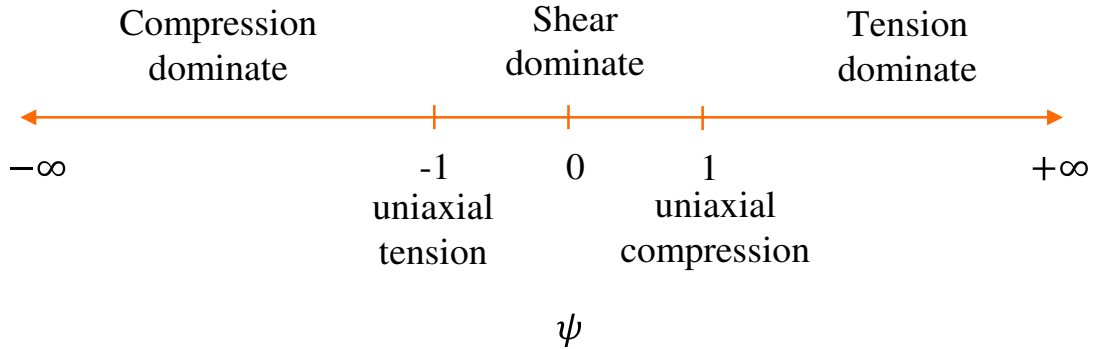 Compression
dominate
Shear
dominate
Tension
dominate
−∞
-1
0
1
+∞
uniaxial
tension
uniaxial
compression
ψ